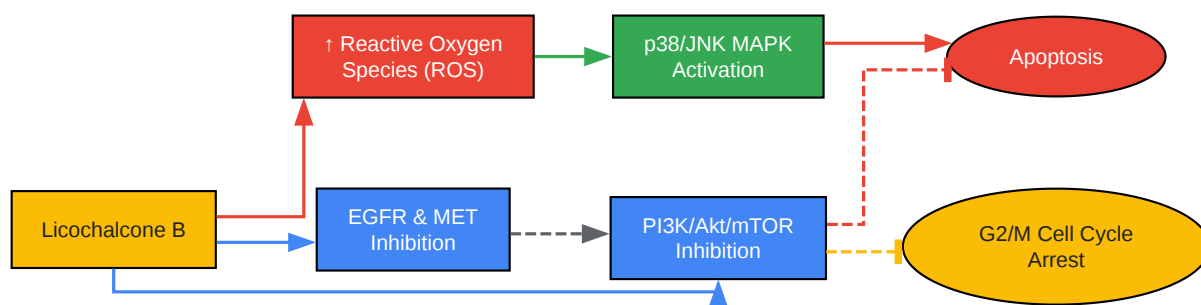 ↑ Reactive Oxygen
Species (ROS)
p38/JNK MAPK
Activation
Apoptosis
Licochalcone B
EGFR & MET
Inhibition
PI3K/Akt/mTOR
Inhibition
G2/M Cell Cycle
Arrest